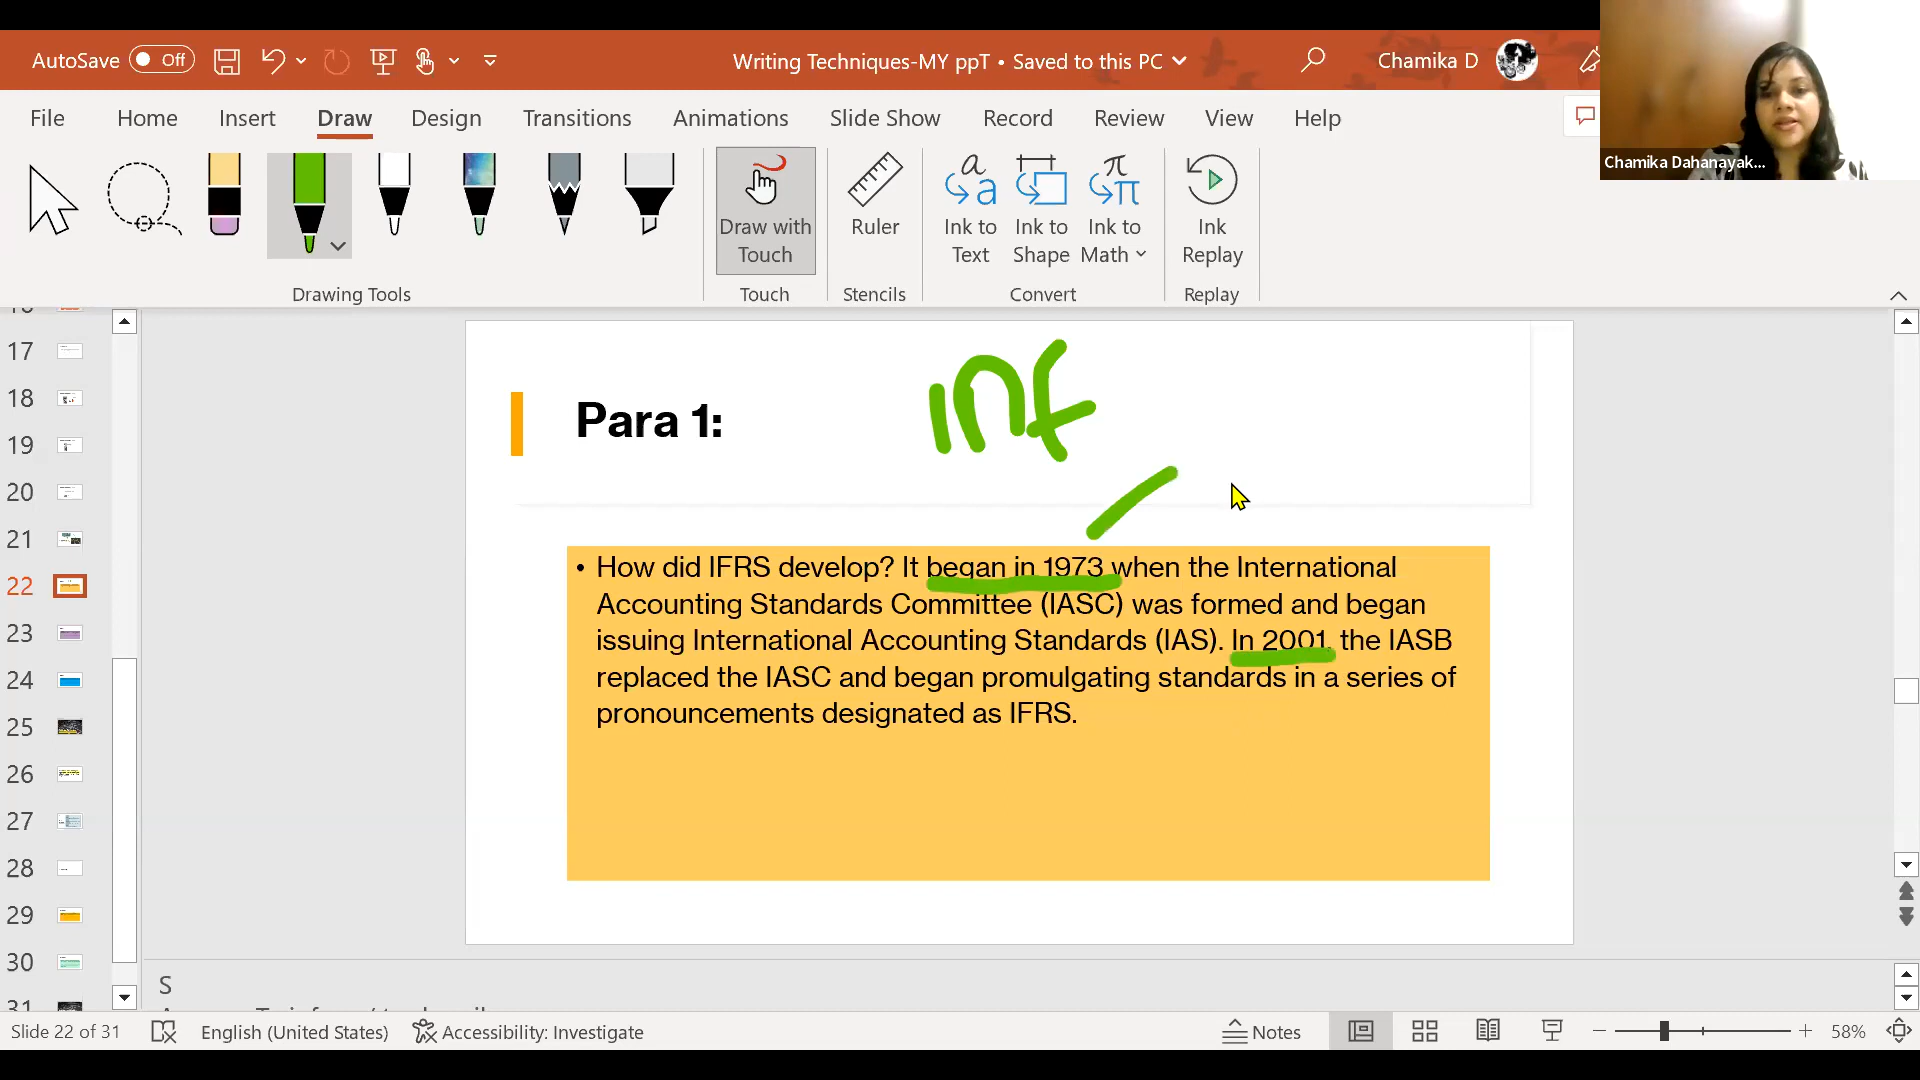 AutoSave Off
Writing Techniques-MY ppT • Saved to this PC
Chamika D
File Home Insert Draw Design Transitions Animations Slide Show Record Review View Help
Chamika Dahanayak...
Draw with Touch
Ruler
Ink to Text
Ink to Shape
Ink to Math
Ink Replay
Drawing Tools
Touch
Stencils
Convert
Replay
17
18
19
20
21
22
23
24
25
26
27
28
29
30
31
Inf
Para 1:
• How did IFRS develop? It began in 1973 when the International
Accounting Standards Committee (IASC) was formed and began
issuing International Accounting Standards (IAS). In 2001, the IASB
replaced the IASC and began promulgating standards in a series of
pronouncements designated as IFRS.
S
Slide 22 of 31
English (United States)
Accessibility: Investigate
Notes
58%